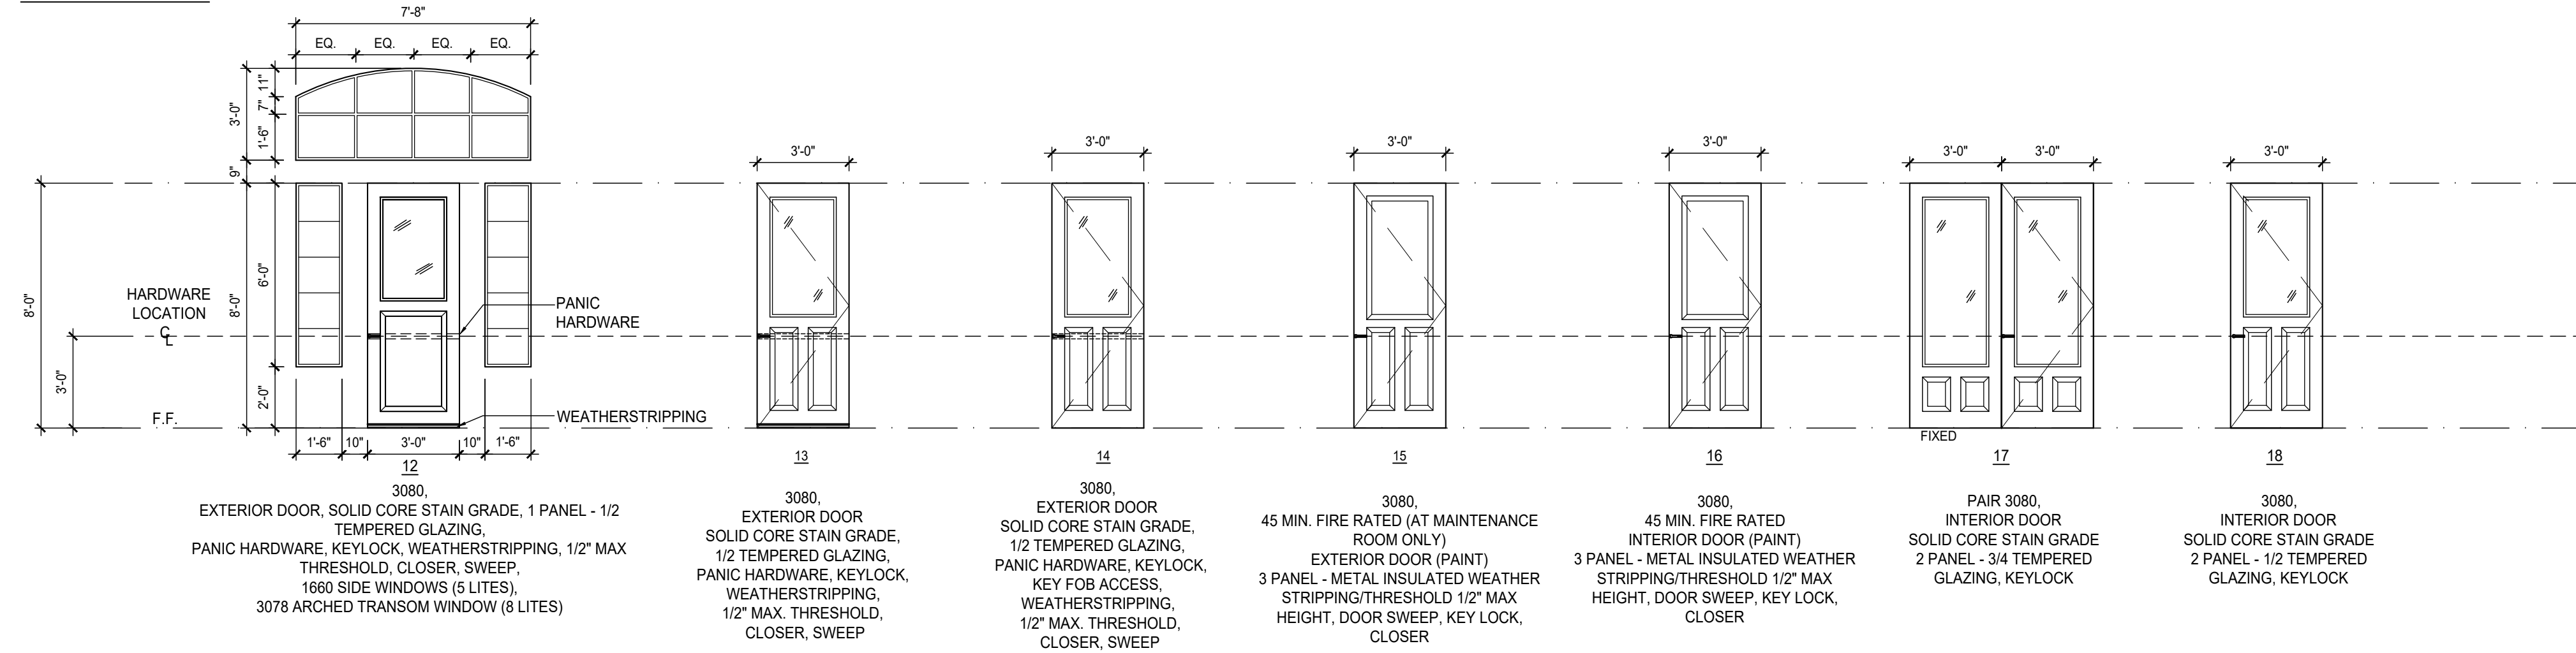 7'-8"
EQ.
EQ.
EQ.
EQ.
11"
7"
1'-6"
3'-0"
9"
8'-0"
3'-0"
HARDWARE
LOCATION
CL
F.F.
8'-0"
6'-0"
2'-0"
PANIC
HARDWARE
WEATHERSTRIPPING
1'-6"
10"
3'-0"
10"
1'-6"
12
3080,
EXTERIOR DOOR, SOLID CORE STAIN GRADE, 1 PANEL - 1/2
TEMPERED GLAZING,
PANIC HARDWARE, KEYLOCK, WEATHERSTRIPPING, 1/2" MAX
THRESHOLD, CLOSER, SWEEP,
1660 SIDE WINDOWS (5 LITES),
3078 ARCHED TRANSOM WINDOW (8 LITES)
3'-0"
13
3080,
EXTERIOR DOOR
SOLID CORE STAIN GRADE,
1/2 TEMPERED GLAZING,
PANIC HARDWARE, KEYLOCK,
WEATHERSTRIPPING,
1/2" MAX. THRESHOLD,
CLOSER, SWEEP
3'-0"
14
3080,
EXTERIOR DOOR
SOLID CORE STAIN GRADE,
1/2 TEMPERED GLAZING,
PANIC HARDWARE, KEYLOCK,
KEY FOB ACCESS,
WEATHERSTRIPPING,
1/2" MAX. THRESHOLD,
CLOSER, SWEEP
3'-0"
15
3080,
45 MIN. FIRE RATED (AT MAINTENANCE
ROOM ONLY)
EXTERIOR DOOR (PAINT)
3 PANEL - METAL INSULATED WEATHER
STRIPPING/THRESHOLD 1/2" MAX
HEIGHT, DOOR SWEEP, KEY LOCK,
CLOSER
3'-0"
16
3080,
45 MIN. FIRE RATED
INTERIOR DOOR (PAINT)
3 PANEL - METAL INSULATED WEATHER
STRIPPING/THRESHOLD 1/2" MAX
HEIGHT, DOOR SWEEP, KEY LOCK,
CLOSER
3'-0"
3'-0"
FIXED
17
PAIR 3080,
INTERIOR DOOR
SOLID CORE STAIN GRADE
2 PANEL - 3/4 TEMPERED
GLAZING, KEYLOCK
3'-0"
18
3080,
INTERIOR DOOR
SOLID CORE STAIN GRADE
2 PANEL - 1/2 TEMPERED
GLAZING, KEYLOCK